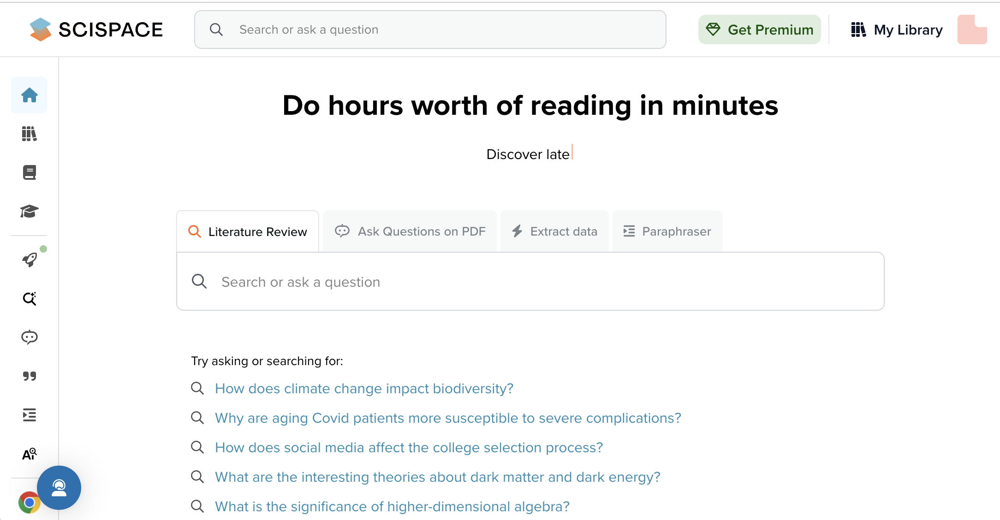 SCISPACE
Search or ask a question
Get Premium
My Library
Do hours worth of reading in minutes
Discover late
Literature Review
Ask Questions on PDF
Extract data
Paraphraser
Search or ask a question
Try asking or searching for:
How does climate change impact biodiversity?
Why are aging Covid patients more susceptible to severe complications?
How does social media affect the college selection process?
What are the interesting theories about dark matter and dark energy?
What is the significance of higher-dimensional algebra?
AI